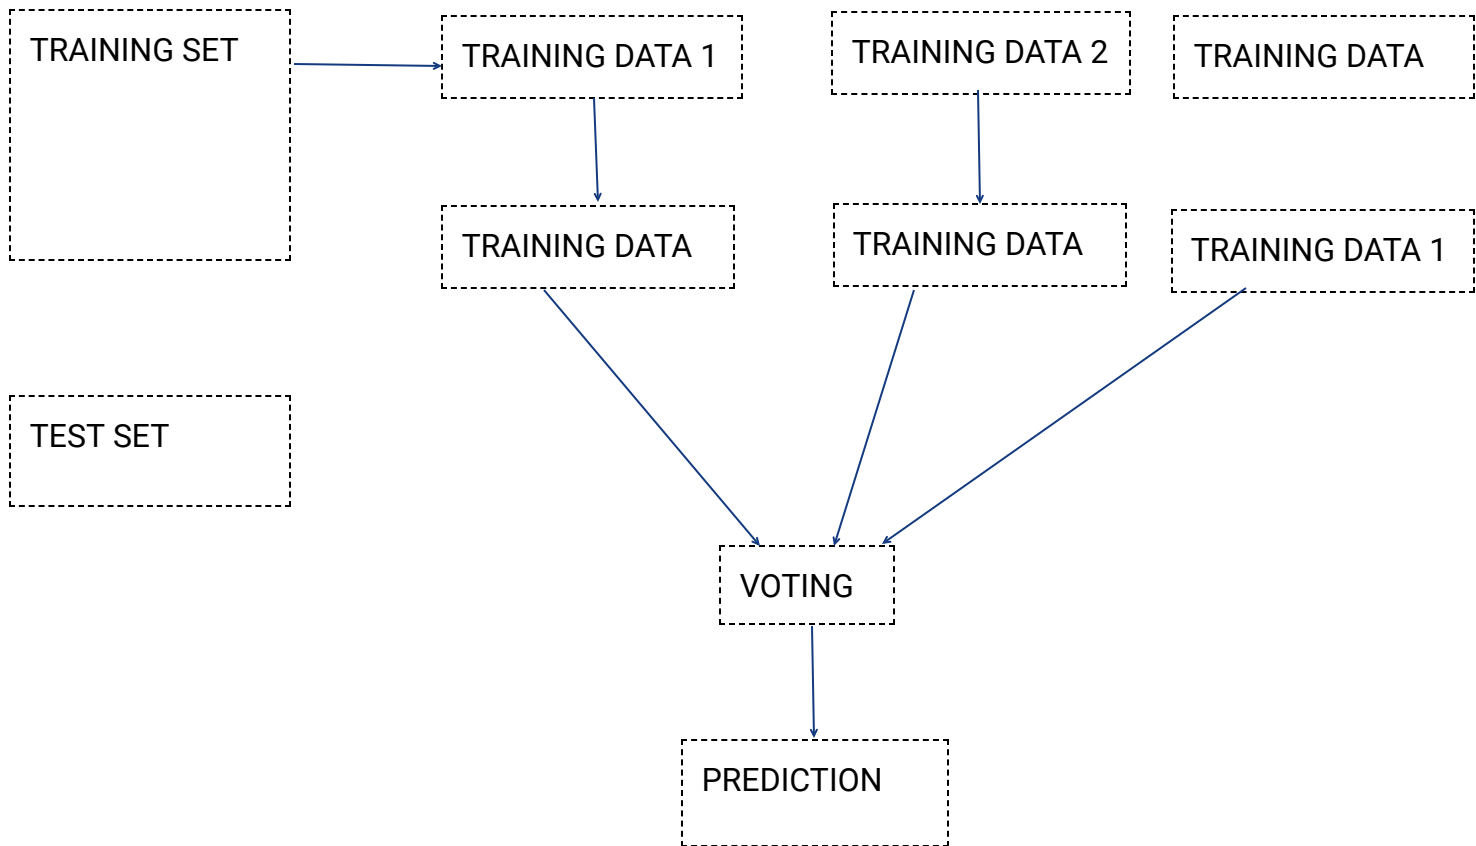 TRAINING SET
TRAINING DATA 1
TRAINING DATA 2
TRAINING DATA
TRAINING DATA
TRAINING DATA
TRAINING DATA 1
TEST SET
VOTING
PREDICTION